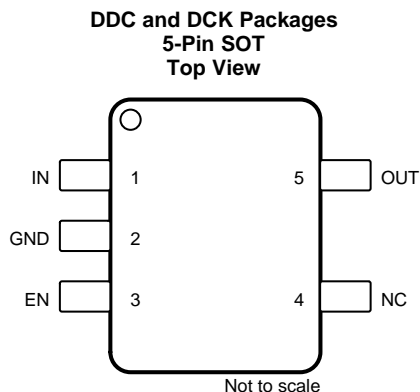 DDC and DCK Packages
5-Pin SOT
Top View
IN 1 5 OUT
GND 2
EN 3 4 NC
Not to scale